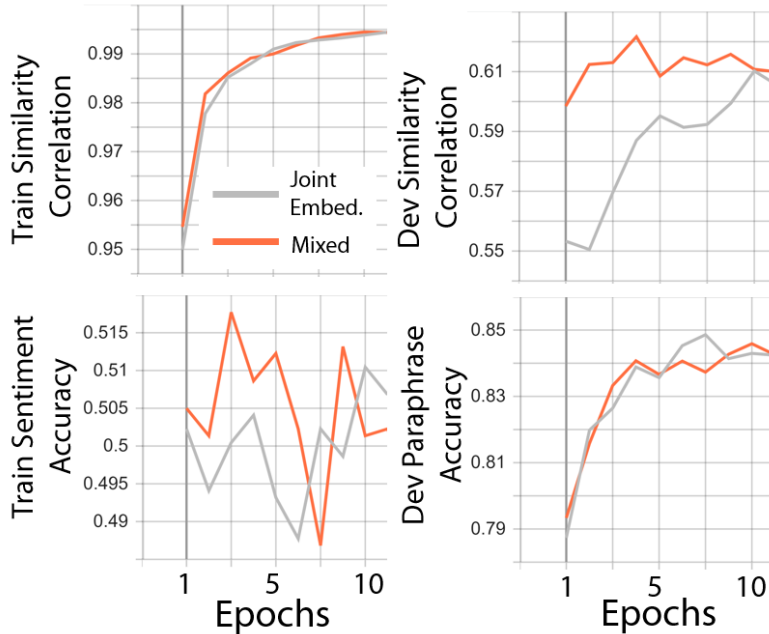 Train Similarity
Correlation
0.99
0.98
0.97
0.96
0.95
Joint
Embed.
Mixed
Dev Similarity
Correlation
0.61
0.59
0.57
0.55
Train Sentiment
Accuracy
0.515
0.51
0.505
0.5
0.495
0.49
1
5
10
Epochs
Dev Paraphrase
Accuracy
0.85
0.83
0.81
0.79
1
5
10
Epochs